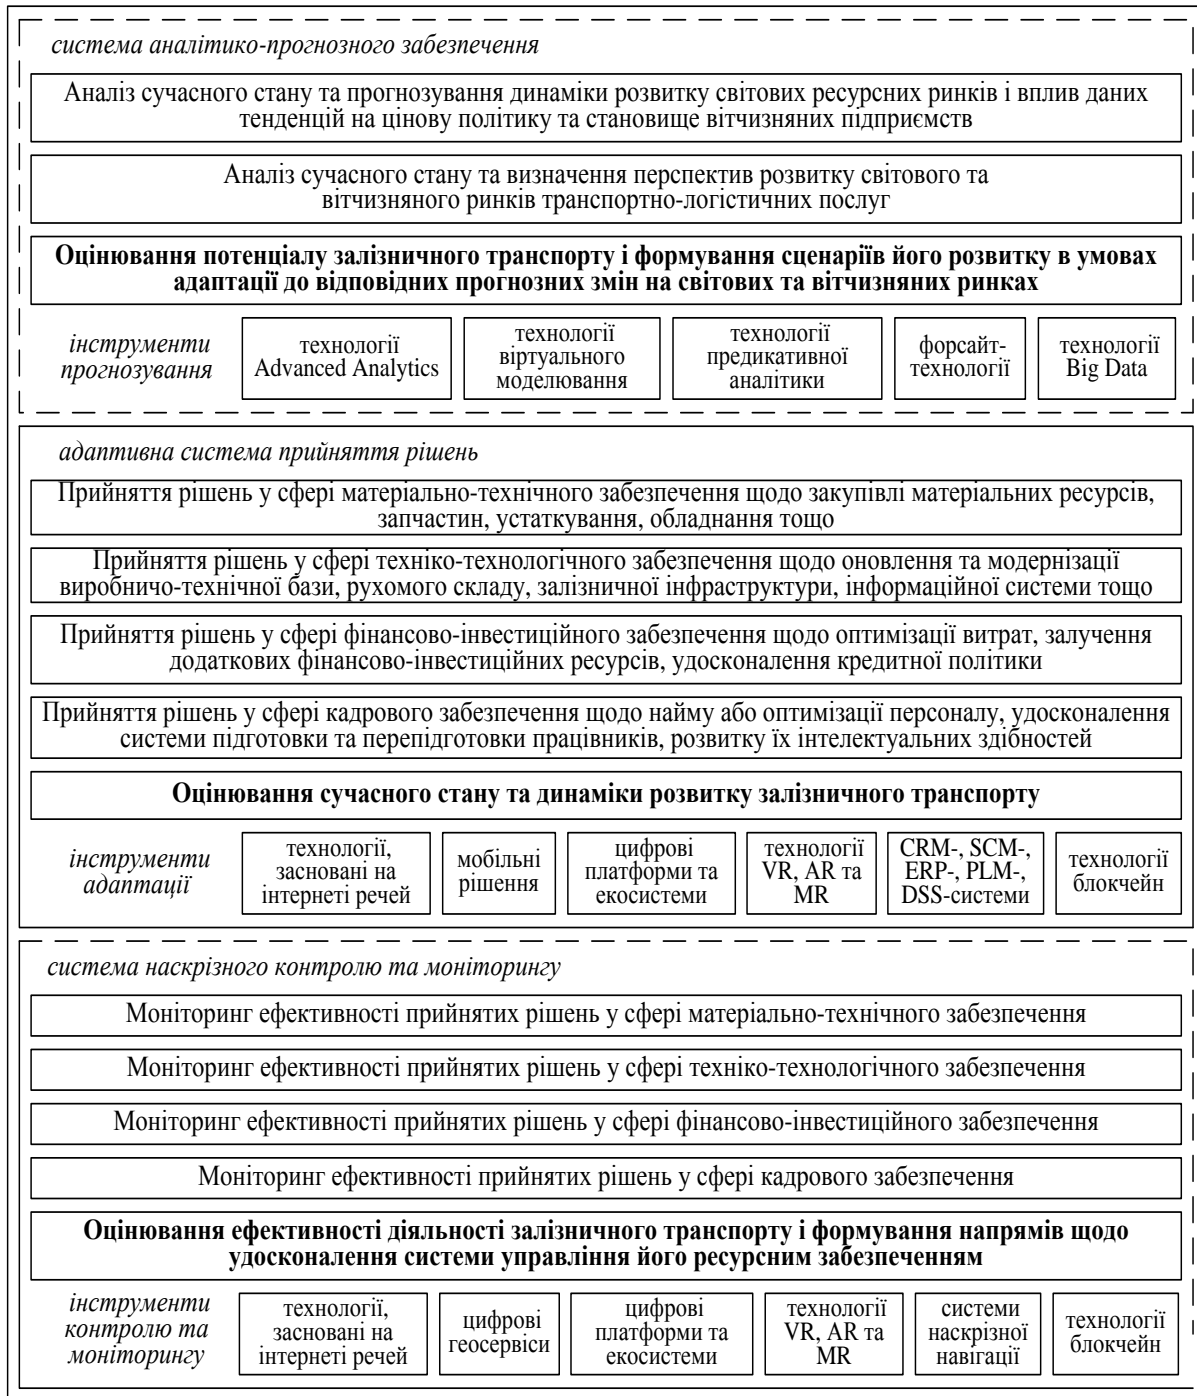 система аналітико-прогнозного забезпечення
Аналіз сучасного стану та прогнозування динаміки розвитку світових ресурсних ринків і вплив даних
тенденцій на цінову політику та становище вітчизняних підприємств
Аналіз сучасного стану та визначення перспектив розвитку світового та
вітчизняного ринків транспортно-логістичних послуг
Оцінювання потенціалу залізничного транспорту і формування сценаріїв його розвитку в умовах
адаптації до відповідних прогнозних змін на світових та вітчизняних ринках
інструменти
прогнозування
технології
Advanced Analytics
технології
віртуального
моделювання
технології
предикативної
аналітики
форсайт-
технології
технології
Big Data
адаптивна система прийняття рішень
Прийняття рішень у сфері матеріально-технічного забезпечення щодо закупівлі матеріальних ресурсів,
запчастин, устаткування, обладнання тощо
Прийняття рішень у сфері техніко-технологічного забезпечення щодо оновлення та модернізації
виробничо-технічної бази, рухомого складу, залізничної інфраструктури, інформаційної системи тощо
Прийняття рішень у сфері фінансово-інвестиційного забезпечення щодо оптимізації витрат, залучення
додаткових фінансово-інвестиційних ресурсів, удосконалення кредитної політики
Прийняття рішень у сфері кадрового забезпечення щодо найму або оптимізації персоналу, удосконалення
системи підготовки та перепідготовки працівників, розвитку їх інтелектуальних здібностей
Оцінювання сучасного стану та динаміки розвитку залізничного транспорту
інструменти
адаптації
технології,
засновані на
інтернеті речей
мобільні
рішення
цифрові
платформи та
екосистеми
технології
VR, AR та
MR
CRM-, SCM-,
ERP-, PLM-,
DSS-системи
технології
блокчейн
система наскрізного контролю та моніторингу
Моніторинг ефективності прийнятих рішень у сфері матеріально-технічного забезпечення
Моніторинг ефективності прийнятих рішень у сфері техніко-технологічного забезпечення
Моніторинг ефективності прийнятих рішень у сфері фінансово-інвестиційного забезпечення
Моніторинг ефективності прийнятих рішень у сфері кадрового забезпечення
Оцінювання ефективності діяльності залізничного транспорту і формування напрямів щодо
удосконалення системи управління його ресурсним забезпеченням
інструменти
контролю та
моніторингу
технології,
засновані на
інтернеті речей
цифрові
геосервіси
цифрові
платформи та
екосистеми
технології
VR, AR та
MR
системи
наскрізної
навігації
технології
блокчейн